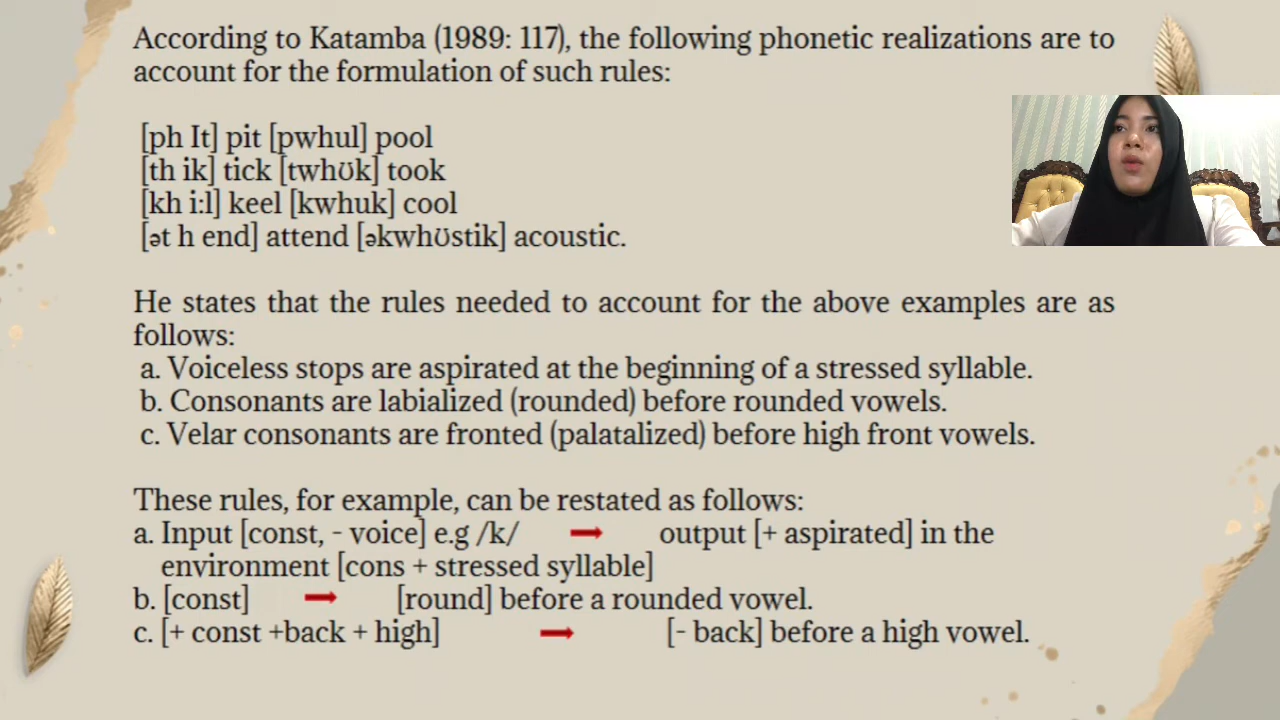 According to Katamba (1989: 117), the following phonetic realizations are to
account for the formulation of such rules:
[ph It] pit [pwhul] pool
[th ik] tick [twhʊk] took
[kh i:l] keel [kwhuk] cool
[ət h end] attend [əkwhʊstik] acoustic.
He states that the rules needed to account for the above examples are as
follows:
a. Voiceless stops are aspirated at the beginning of a stressed syllable.
b. Consonants are labialized (rounded) before rounded vowels.
c. Velar consonants are fronted (palatalized) before high front vowels.
These rules, for example, can be restated as follows:
a. Input [const, - voice] e.g /k/ ➡ output [+ aspirated] in the
environment [cons + stressed syllable]
b. [const] ➡ [round] before a rounded vowel.
c. [+ const +back + high] ➡ [- back] before a high vowel.